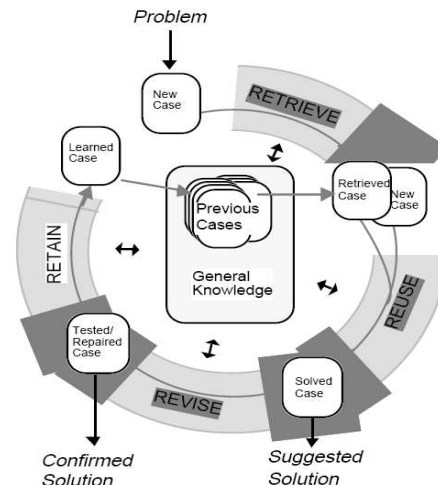 Problem
New
Case
RETRIEVE
Learned
Case
Previous
Cases
Retrieved
Case
New
Case
General
Knowledge
RETAIN
REUSE
Tested/
Repaired
Case
REVISE
Solved
Case
Confirmed
Solution
Suggested
Solution